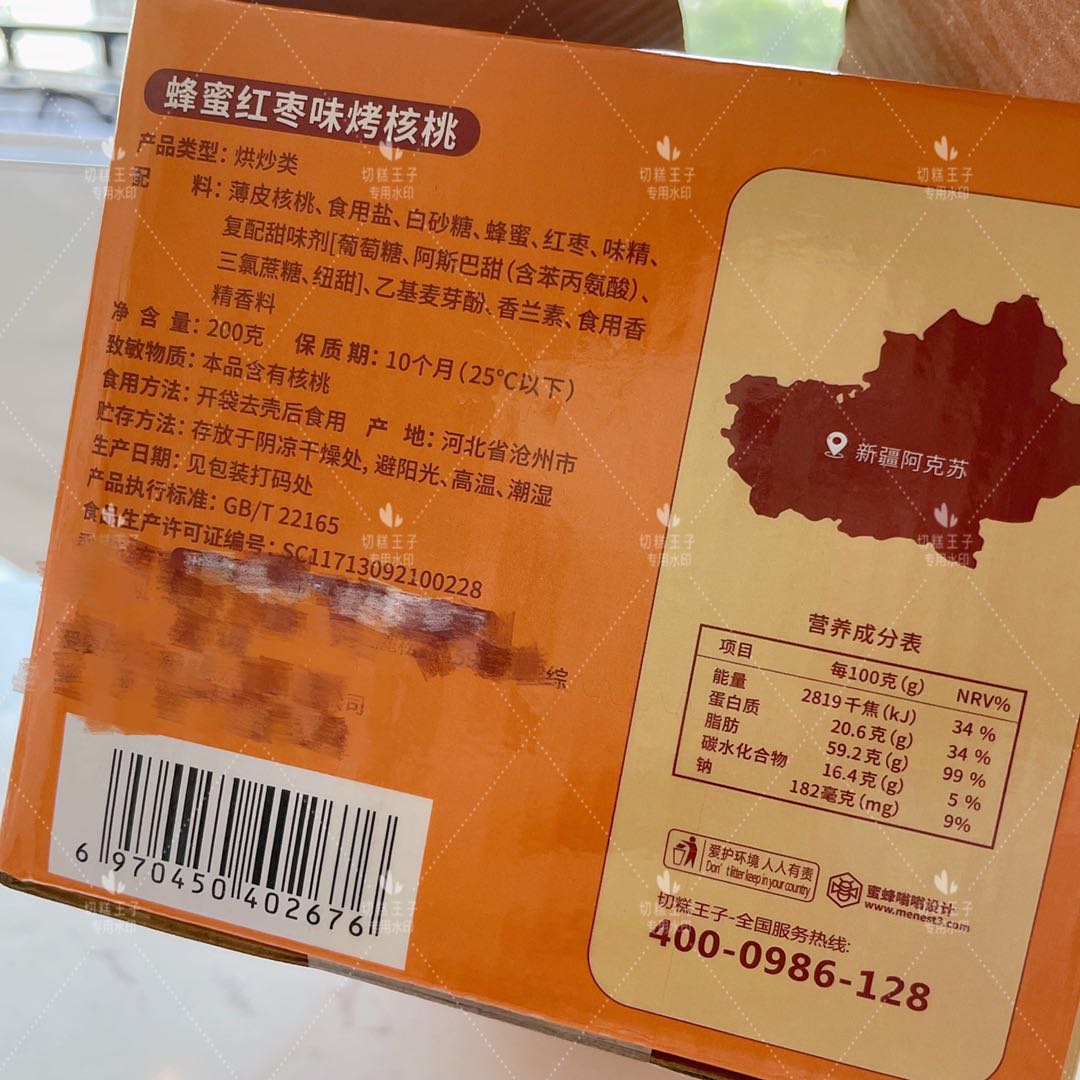 蜂蜜红枣味烤核桃
产品类型：烘炒类
配 料：薄皮核桃、食用盐、白砂糖、蜂蜜、红枣、味精、
复配甜味剂[葡萄糖、阿斯巴甜（含苯丙氨酸）、
三氯蔗糖、纽甜]、乙基麦芽酚、香兰素、食用香
精香料
净 含 量：200克 保 质 期：10个月（25℃以下）
致敏物质：本品含有核桃
食用方法：开袋去壳后食用 产 地：河北省沧州市
贮存方法：存放于阴凉干燥处，避阳光、高温、潮湿
生产日期：见包装打码处
产品执行标准：GB/T 22165
食品生产许可证编号：SC11713092100228
综
司
6 970450 402676
新疆阿克苏
营养成分表
项目 每100克(g) NRV%
能量 2819千焦(kJ) 34 %
蛋白质 20.6克(g) 34 %
脂肪 59.2克(g) 99 %
碳水化合物 16.4克(g) 5 %
钠 182毫克(mg) 9%
爱护环境 人人有责
Don't litter keep in your country
蜜蜂嗡嗡设计
www.menest3.com
切糕王子-全国服务热线:
400-0986-128
切糕王子
专用水印